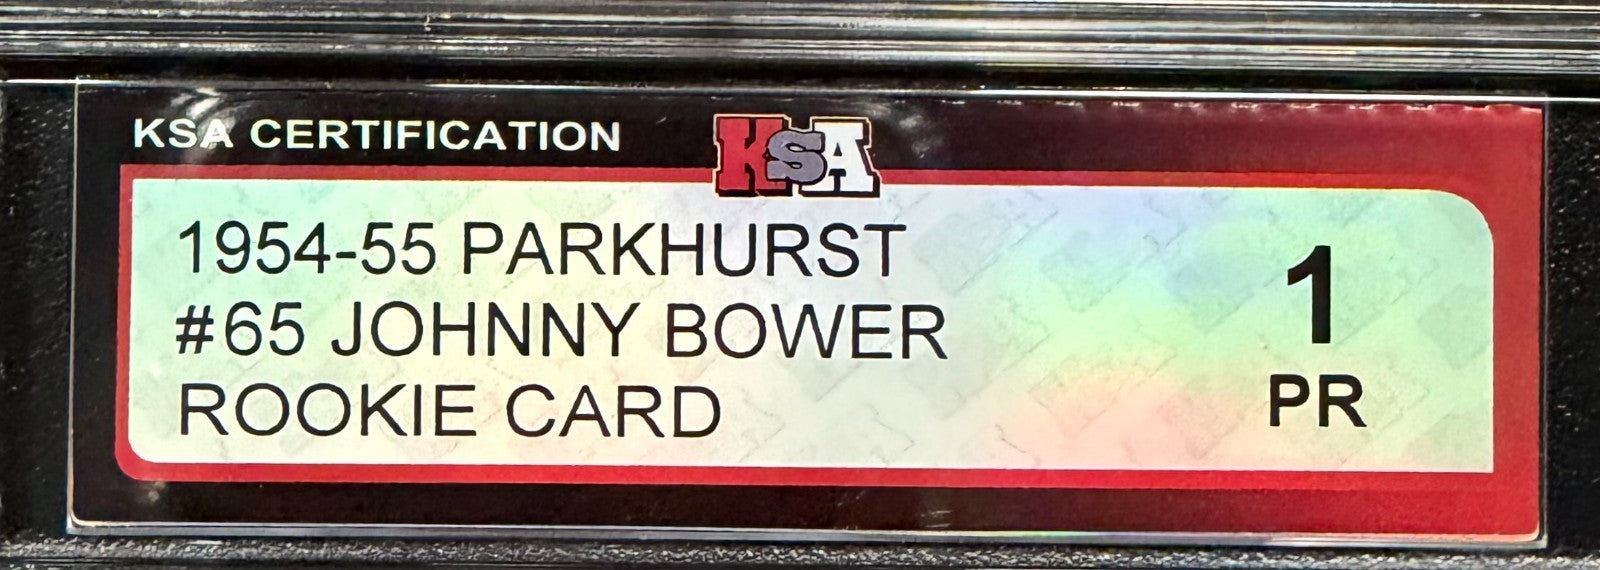 KSA CERTIFICATION
KSA
1954-55 PARKHURST
#65 JOHNNY BOWER
ROOKIE CARD
1
PR